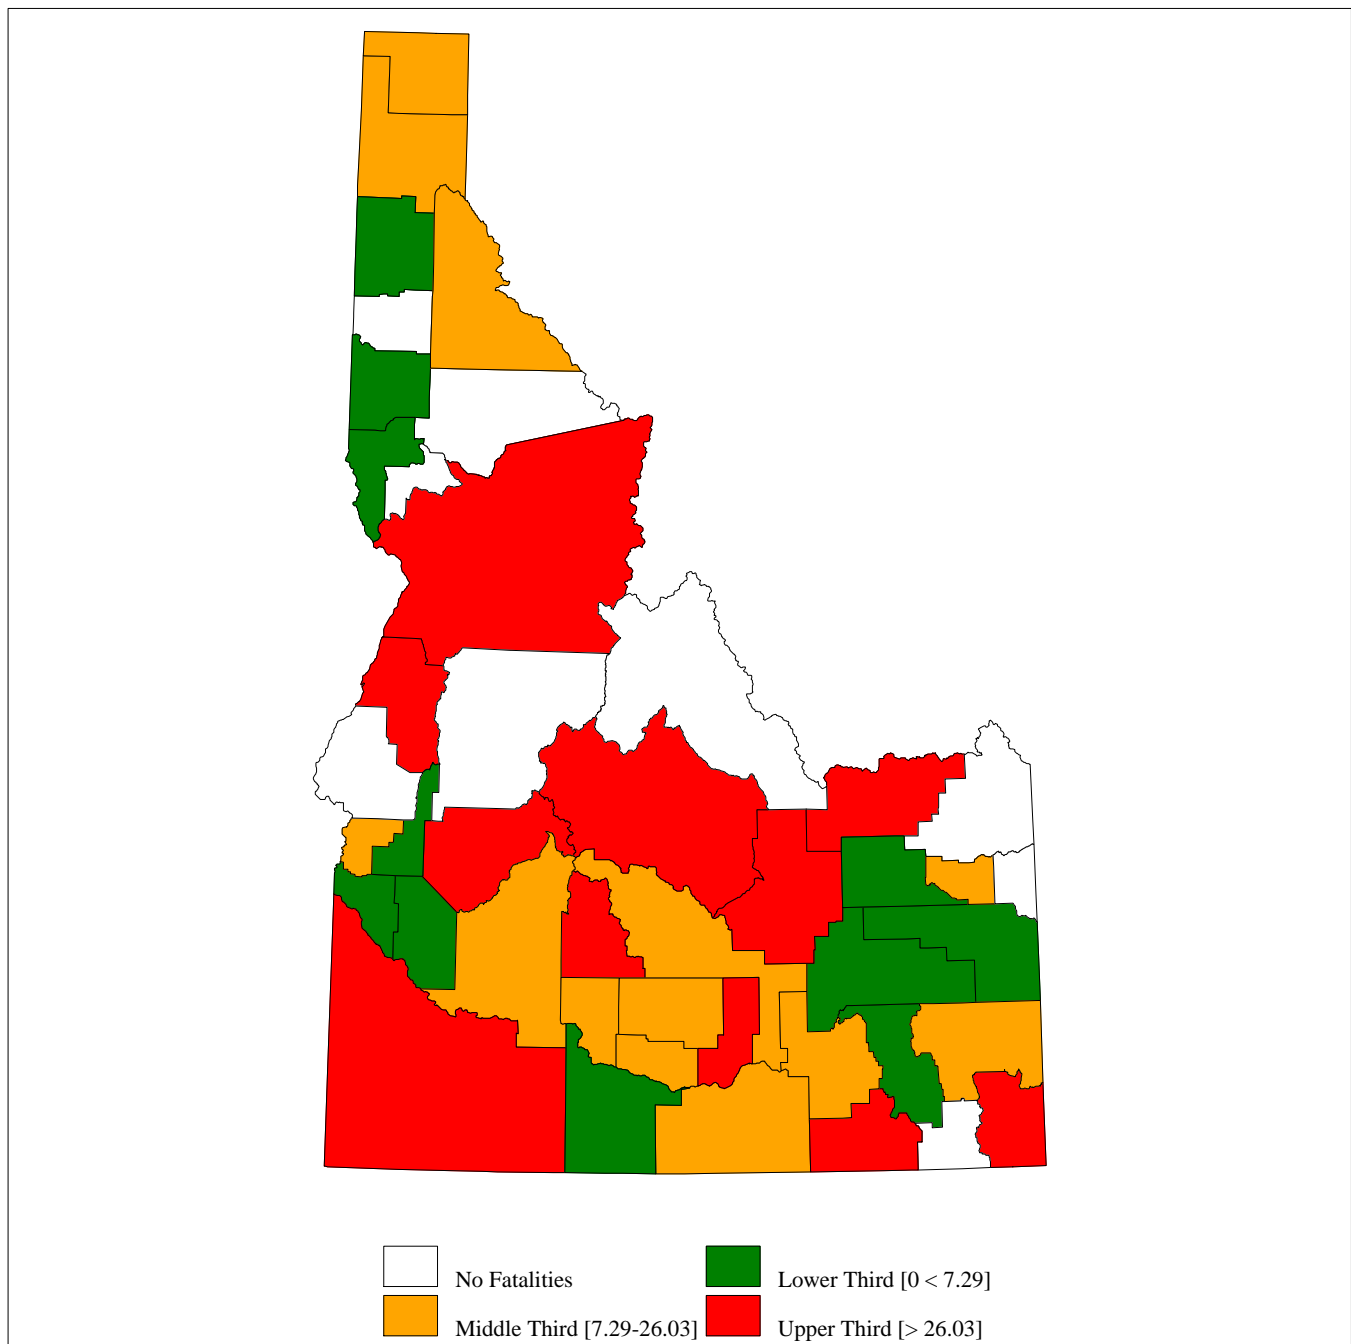 No Fatalities
Lower Third [0 < 7.29]
Middle Third [7.29-26.03]
Upper Third [> 26.03]